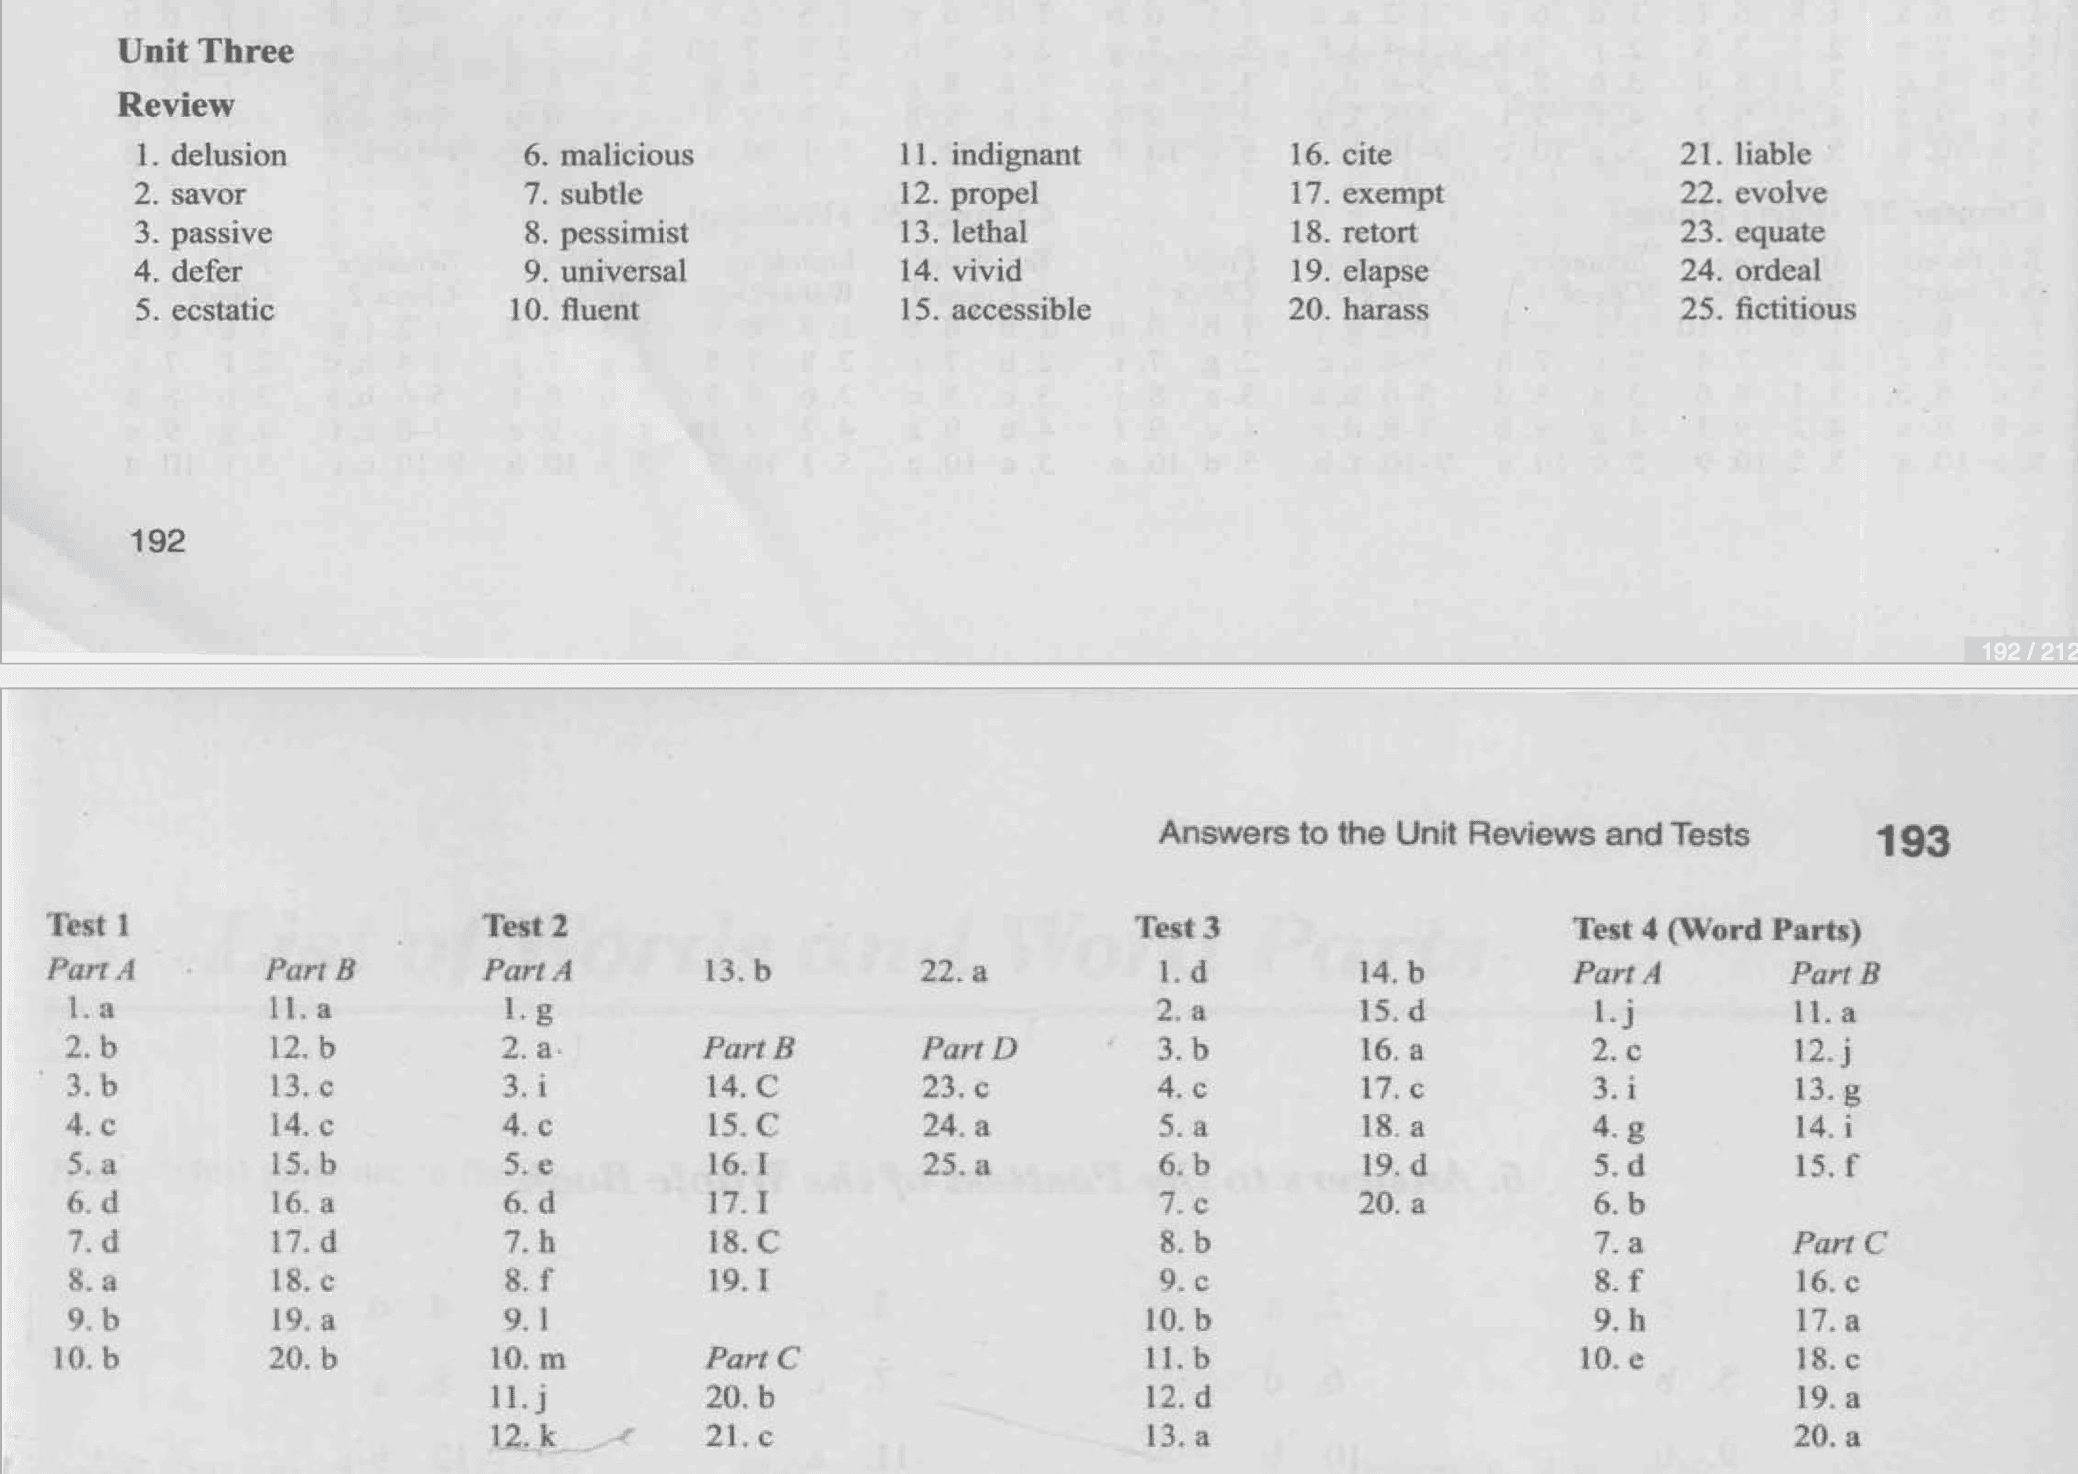 Unit Three
Review
1. delusion
2. savor
3. passive
4. defer
5. ecstatic
6. malicious
7. subtle
8. pessimist
9. universal
10. fluent
11. indignant
12. propel
13. lethal
14. vivid
15. accessible
16. cite
17. exempt
18. retort
19. elapse
20. harass
21. liable
22. evolve
23. equate
24. ordeal
25. fictitious
192
192 / 212
Answers to the Unit Reviews and Tests 193
Test 1
Part A
1. a
2. b
3. b
4. c
5. a
6. d
7. d
8. a
9. b
10. b
Part B
11. a
12. b
13. c
14. c
15. b
16. a
17. d
18. c
19. a
20. b
Test 2
Part A
1. g
2. a
3. i
4. c
5. e
6. d
7. h
8. f
9. l
10. m
11. j
12. k
13. b
Part B
14. C
15. C
16. I
17. I
18. C
19. I
Part C
20. b
21. c
22. a
Part D
23. c
24. a
25. a
Test 3
1. d
2. a
3. b
4. c
5. a
6. b
7. c
8. b
9. c
10. b
11. b
12. d
13. a
14. b
15. d
16. a
17. c
18. a
19. d
20. a
Test 4 (Word Parts)
Part A
1. j
2. c
3. i
4. g
5. d
6. b
7. a
8. f
9. h
10. e
Part B
11. a
12. j
13. g
14. i
15. f
Part C
16. c
17. a
18. c
19. a
20. a